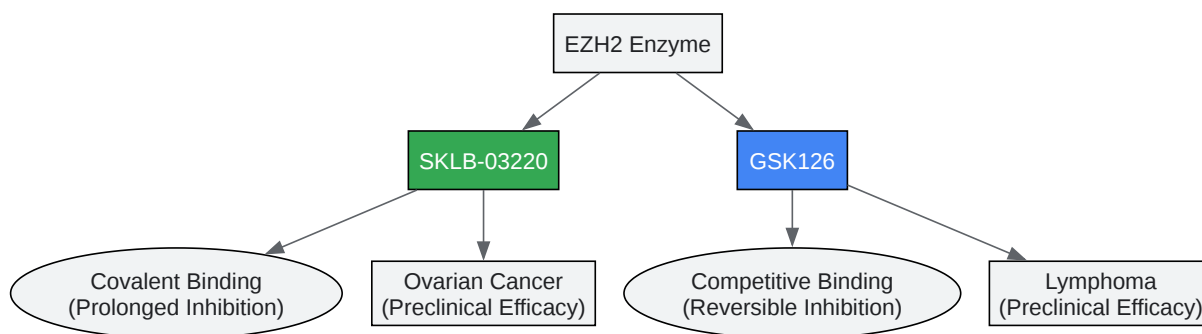 EZH2 Enzyme
SKLB-03220
GSK126
Covalent Binding
(Prolonged Inhibition)
Ovarian Cancer
(Preclinical Efficacy)
Competitive Binding
(Reversible Inhibition)
Lymphoma
(Preclinical Efficacy)